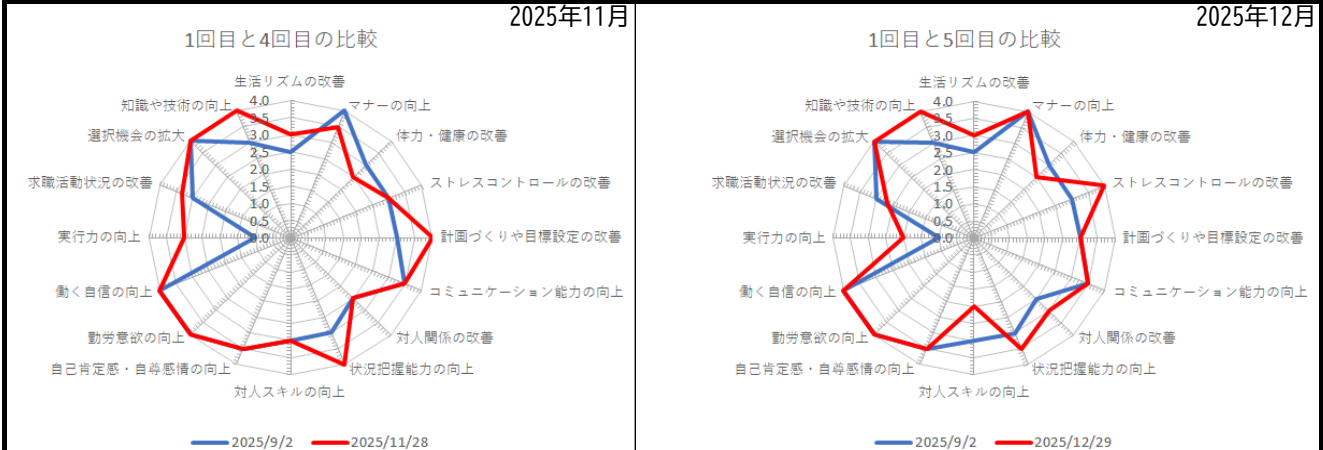 2025年11月
1回目と4回目の比較
生活リズムの改善
マナーの向上
体力・健康の改善
ストレスコントロールの改善
計画づくりや目標設定の改善
コミュニケーション能力の向上
対人関係の改善
状況把握能力の向上
対人スキルの向上
自己肯定感・自尊感情の向上
勤労意欲の向上
働く自信の向上
実行力の向上
求職活動状況の改善
選択機会の拡大
知識や技術の向上
4.0
3.5
3.0
2.5
2.0
1.5
1.0
0.5
0.0
2025/9/2
2025/11/28
2025年12月
1回目と5回目の比較
生活リズムの改善
マナーの向上
体力・健康の改善
ストレスコントロールの改善
計画づくりや目標設定の改善
コミュニケーション能力の向上
対人関係の改善
状況把握能力の向上
対人スキルの向上
自己肯定感・自尊感情の向上
勤労意欲の向上
働く自信の向上
実行力の向上
求職活動状況の改善
選択機会の拡大
知識や技術の向上
4.0
3.5
3.0
2.5
2.0
1.5
1.0
0.5
0.0
2025/9/2
2025/12/29